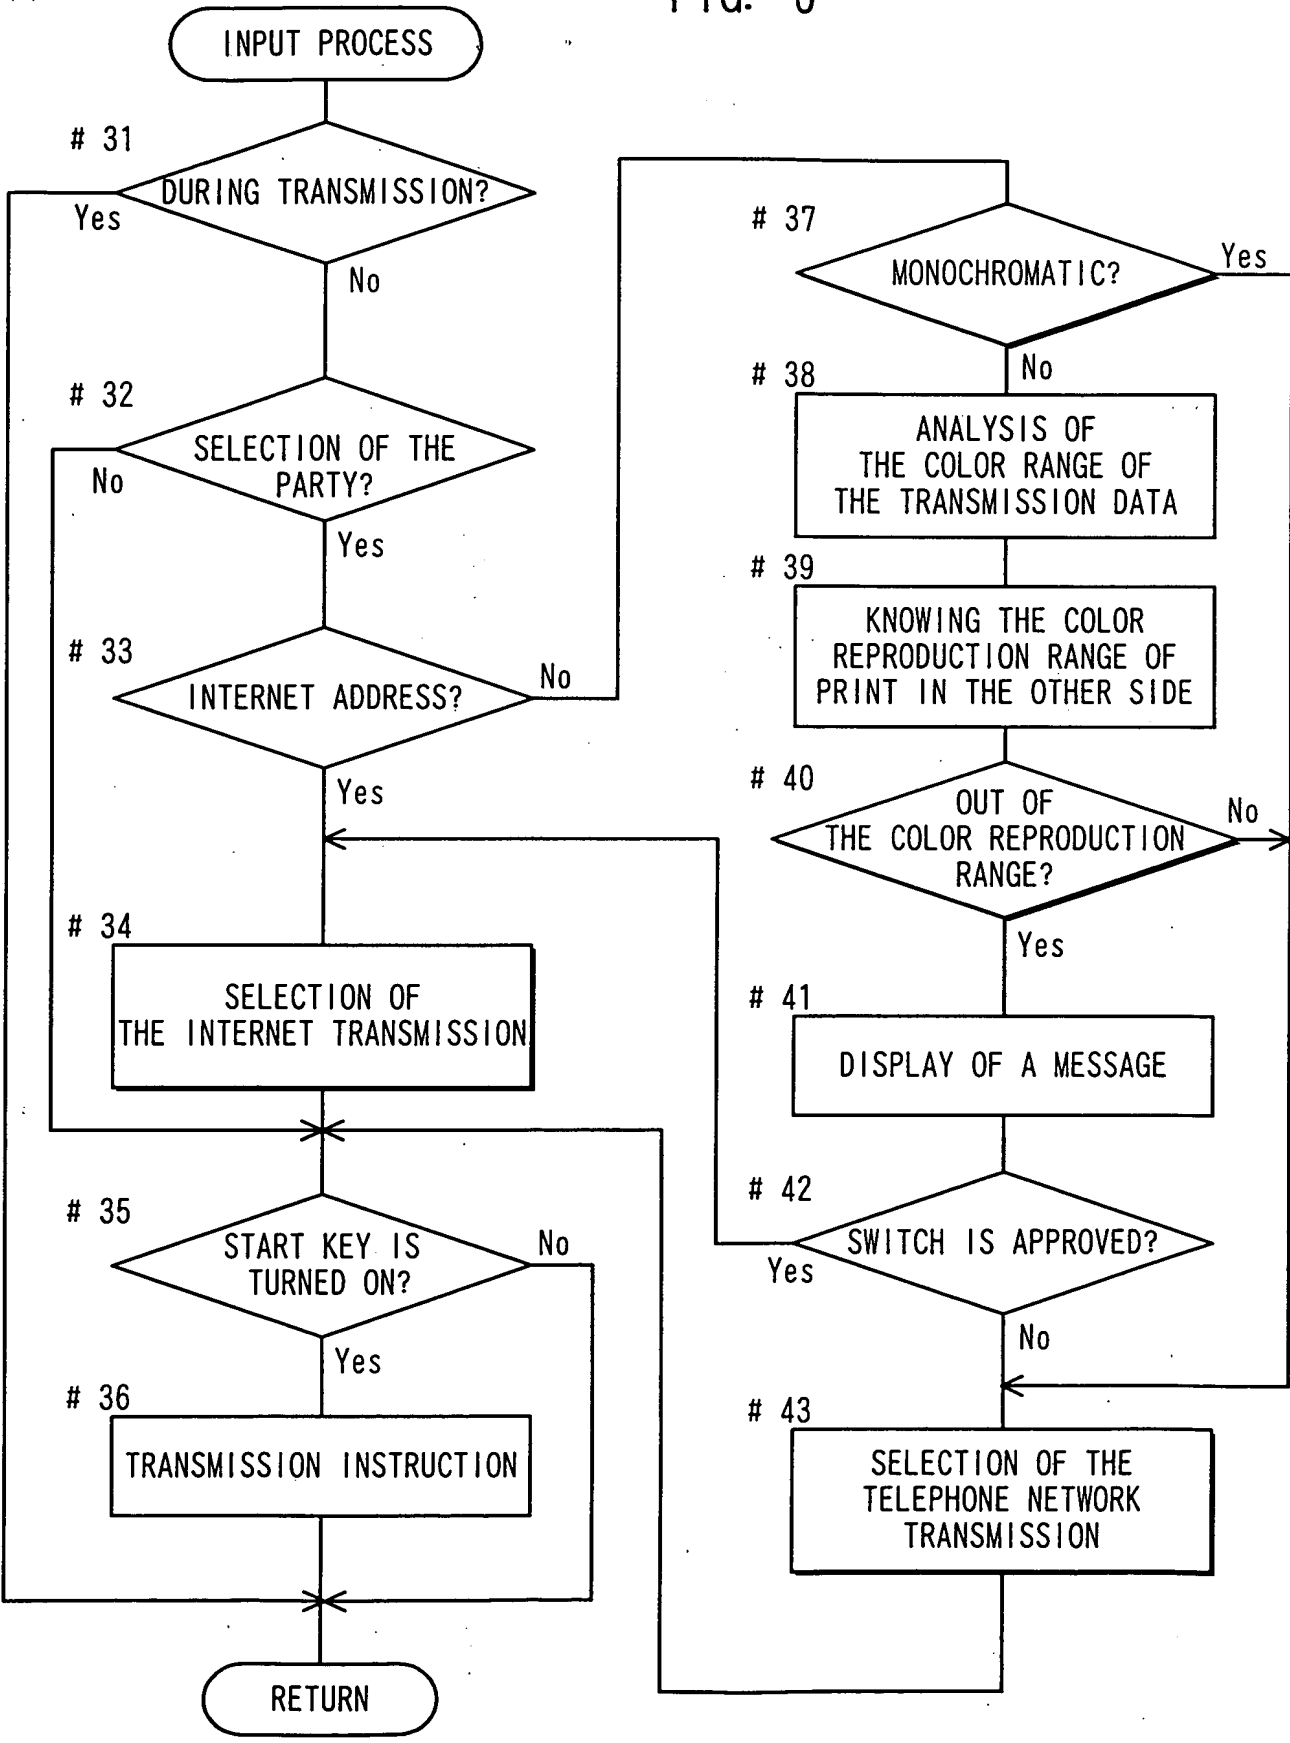 INPUT PROCESS
# 31
DURING TRANSMISSION?
Yes
No
# 32
SELECTION OF THE
PARTY?
No
Yes
# 33
INTERNET ADDRESS?
No
Yes
# 34
SELECTION OF
THE INTERNET TRANSMISSION
# 35
START KEY IS
TURNED ON?
No
Yes
# 36
TRANSMISSION INSTRUCTION
RETURN
# 37
MONOCHROMATIC?
Yes
No
# 38
ANALYSIS OF
THE COLOR RANGE OF
THE TRANSMISSION DATA
# 39
KNOWING THE COLOR
REPRODUCTION RANGE OF
PRINT IN THE OTHER SIDE
# 40
OUT OF
THE COLOR REPRODUCTION
RANGE?
No
Yes
# 41
DISPLAY OF A MESSAGE
# 42
SWITCH IS APPROVED?
Yes
No
# 43
SELECTION OF THE
TELEPHONE NETWORK
TRANSMISSION